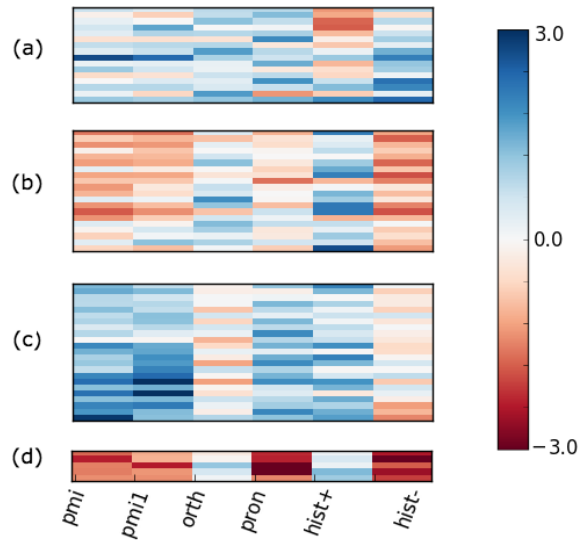 (a)
(b)
(c)
(d)
pmi
pmi1
orth
pron
hist+
hist-
3.0
0.0
−3.0